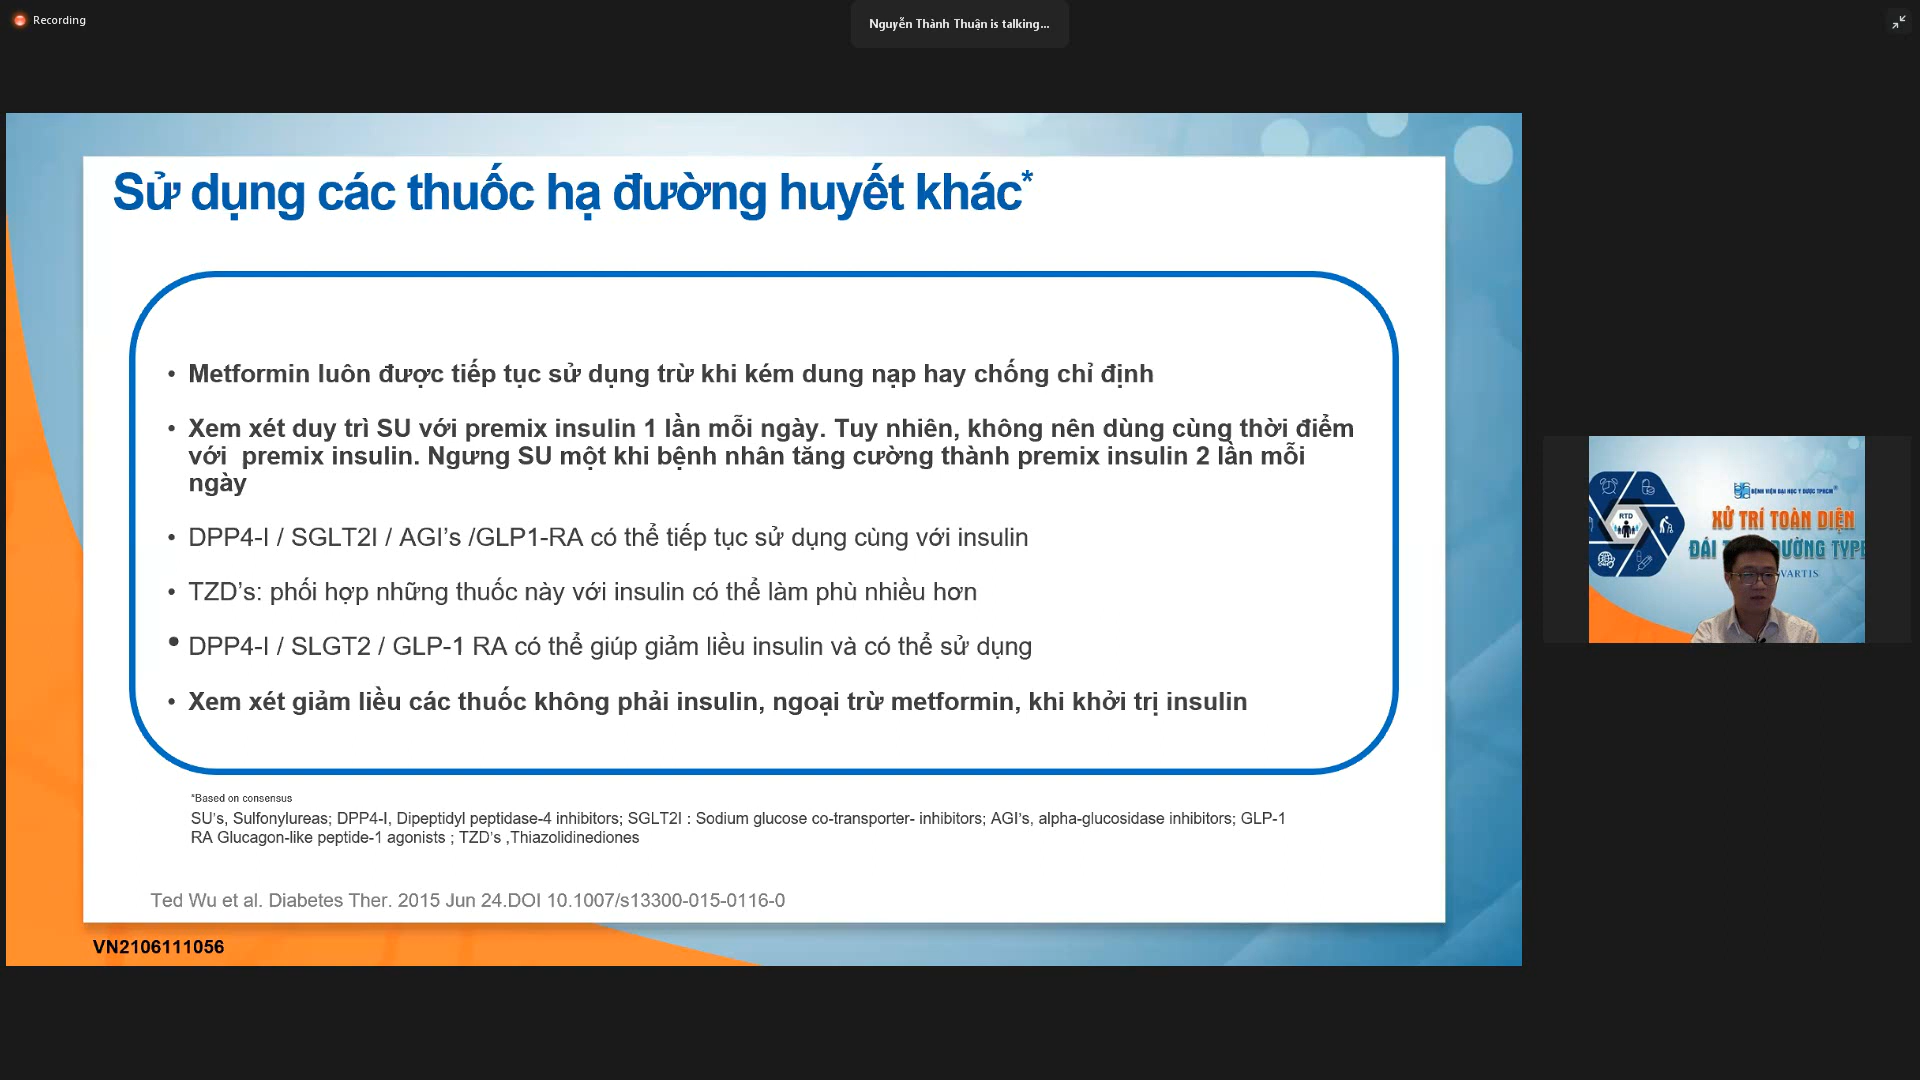 Recording
Nguyễn Thành Thuận is talking...
Sử dụng các thuốc hạ đường huyết khác*
• Metformin luôn được tiếp tục sử dụng trừ khi kém dung nạp hay chống chỉ định
• Xem xét duy trì SU với premix insulin 1 lần mỗi ngày. Tuy nhiên, không nên dùng cùng thời điểm
với premix insulin. Ngưng SU một khi bệnh nhân tăng cường thành premix insulin 2 lần mỗi
ngày
• DPP4-I / SGLT2I / AGI's /GLP1-RA có thể tiếp tục sử dụng cùng với insulin
• TZD's: phối hợp những thuốc này với insulin có thể làm phù nhiều hơn
• DPP4-I / SLGT2 / GLP-1 RA có thể giúp giảm liều insulin và có thể sử dụng
• Xem xét giảm liều các thuốc không phải insulin, ngoại trừ metformin, khi khởi trị insulin
*Based on consensus
SU's, Sulfonylureas; DPP4-I, Dipeptidyl peptidase-4 inhibitors; SGLT2I : Sodium glucose co-transporter- inhibitors; AGI's, alpha-glucosidase inhibitors; GLP-1
RA Glucagon-like peptide-1 agonists ; TZD's ,Thiazolidinediones
Ted Wu et al. Diabetes Ther. 2015 Jun 24.DOI 10.1007/s13300-015-0116-0
VN2106111056
BỆNH VIỆN ĐẠI HỌC Y DƯỢC TPHCM
RTD
XỬ TRÍ TOÀN DIỆN
ĐÁI ĐƯỜNG TYPE
VARTIS